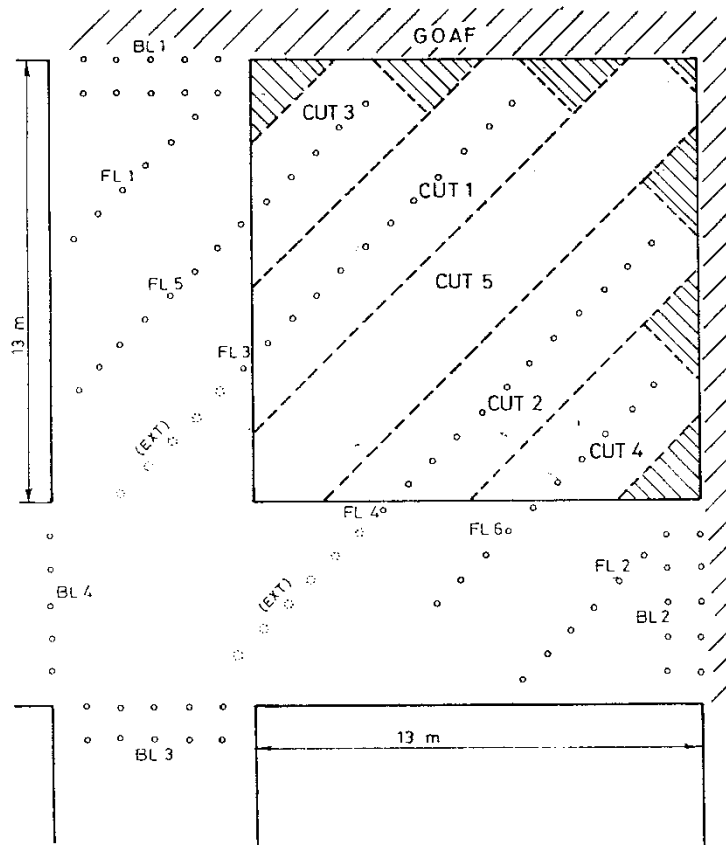 GOAF
BL 1
CUT 3
FL 1
CUT 1
FL 5
CUT 5
13 m
FL 3
CUT 2
(EXT)
CUT 4
FL 4
FL 6
FL 2
BL 4
(EXT)
BL 2
13 m
BL 3